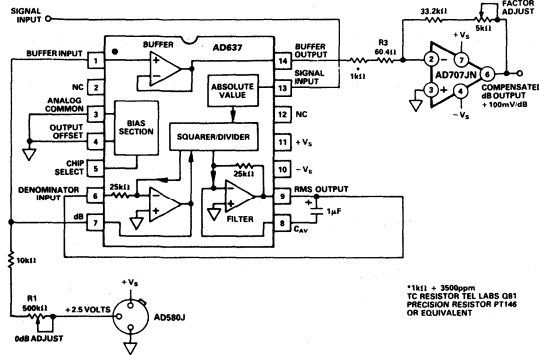 SIGNAL
INPUT
FACTOR
ADJUST
33.2kΩ
5kΩ
BUFFER INPUT
1
BUFFER
AD637
14
BUFFER
OUTPUT
*
1kΩ
R3
60.4Ω
+VS
2
7
AD707JN
6
3
4
-VS
COMPENSATED
dB OUTPUT
+ 100mV/dB
NC
2
ABSOLUTE
VALUE
13
SIGNAL
INPUT
ANALOG
COMMON
3
BIAS
SECTION
12
NC
OUTPUT
OFFSET
4
SQUARER/DIVIDER
11
+VS
CHIP
SELECT
5
10
-VS
DENOMINATOR
INPUT
6
25kΩ
25kΩ
9
RMS OUTPUT
dB
7
FILTER
8
CAV
+
1μF
10kΩ
R1
500kΩ
0dB ADJUST
+2.5 VOLTS
+VS
AD580J
*1kΩ + 3500ppm
TC RESISTOR TEL LABS Q81
PRECISION RESISTOR PT146
OR EQUIVALENT